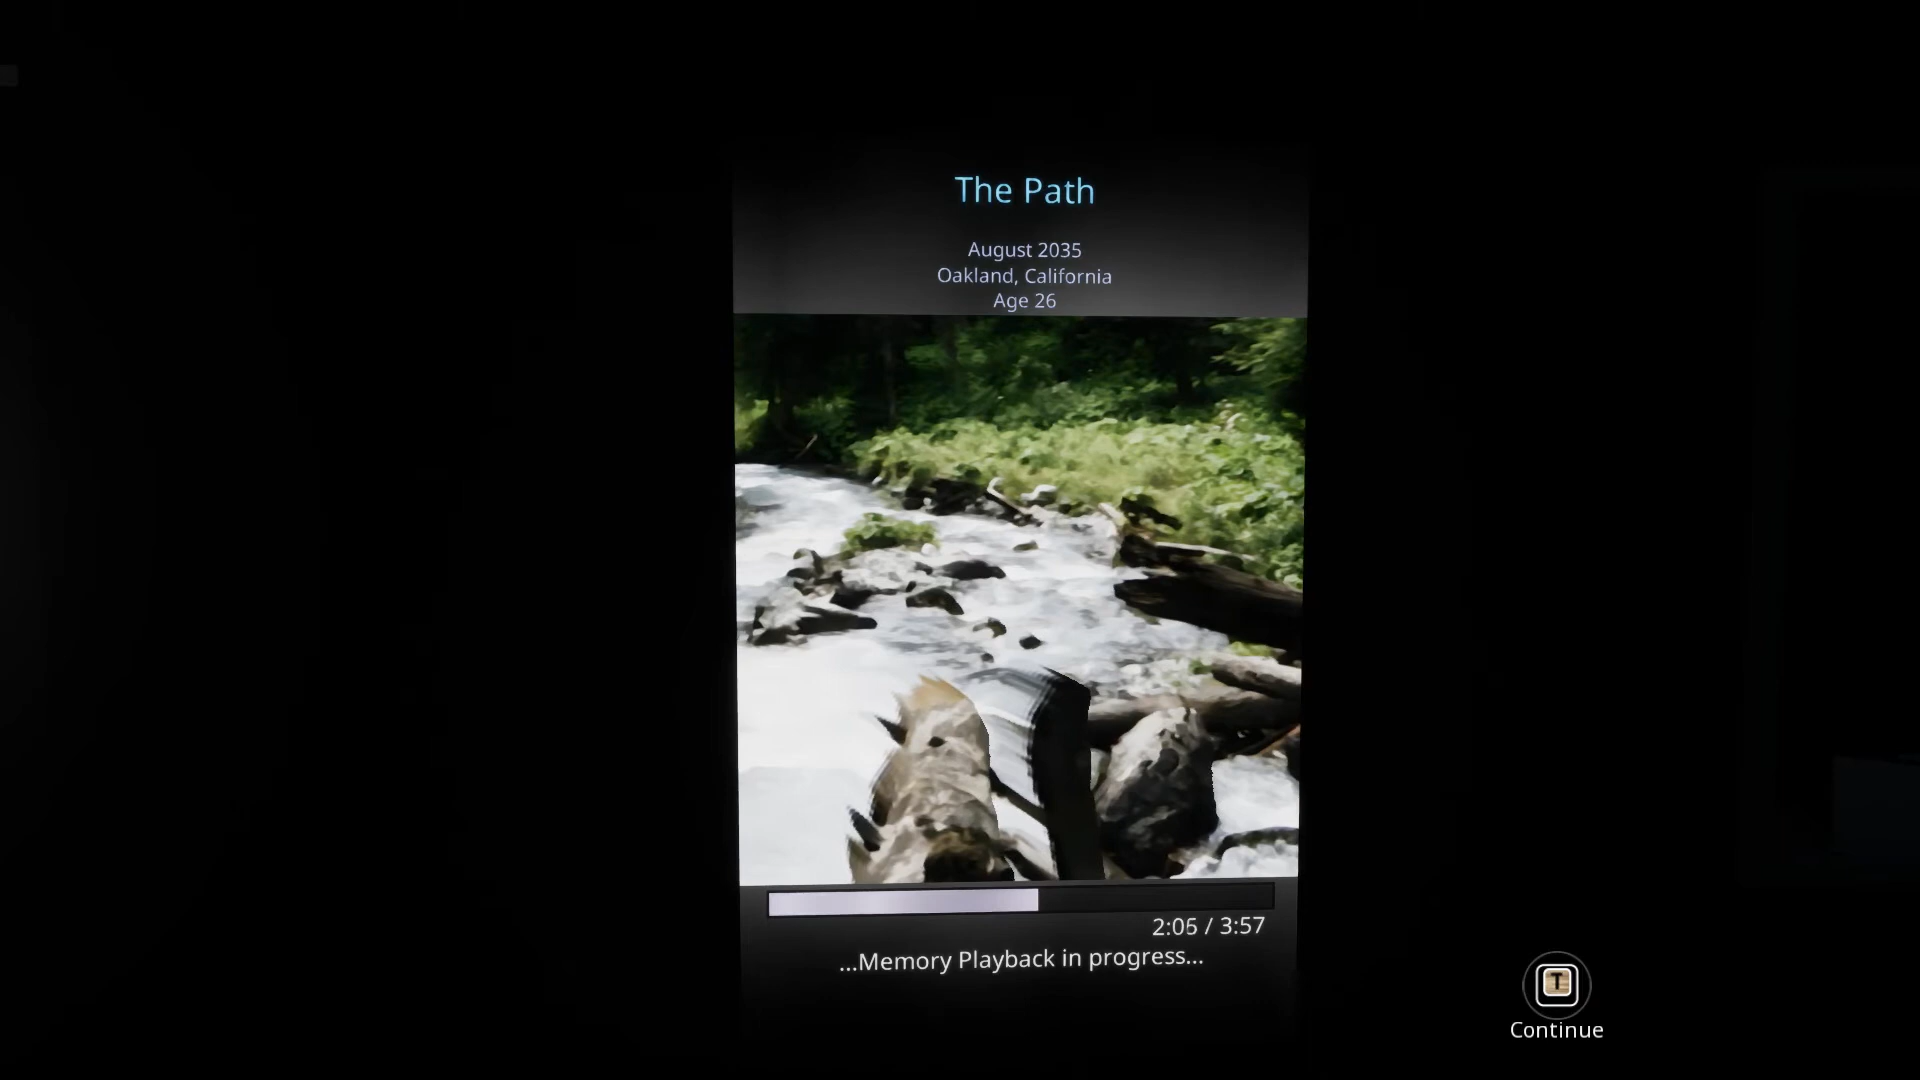 The Path
August 2035
Oakland, California
Age 26
2:05 / 3:57
...Memory Playback in progress...
T
Continue